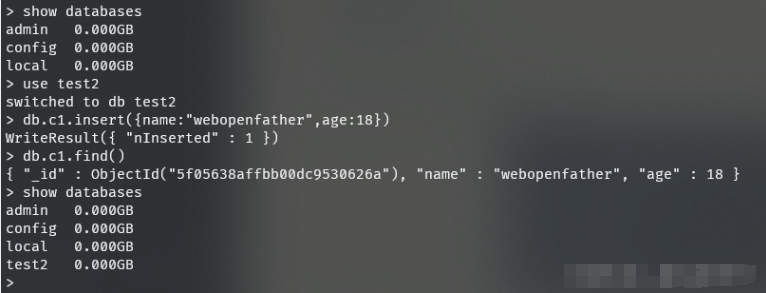 > show databases
admin   0.000GB
config  0.000GB
local   0.000GB
> use test2
switched to db test2
> db.c1.insert({name:"webopenfather",age:18})
WriteResult({ "nInserted" : 1 })
> db.c1.find()
{ "_id" : ObjectId("5f05638affbb00dc9530626a"), "name" : "webopenfather", "age" : 18 }
> show databases
admin   0.000GB
config  0.000GB
local   0.000GB
test2   0.000GB
>